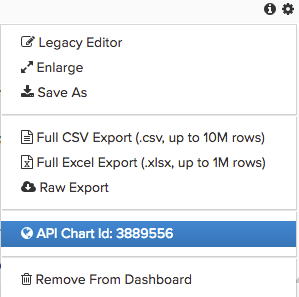 Legacy Editor
Enlarge
Save As
Full CSV Export (.csv, up to 10M rows)
Full Excel Export (.xlsx, up to 1M rows)
Raw Export
API Chart Id: 3889556
Remove From Dashboard